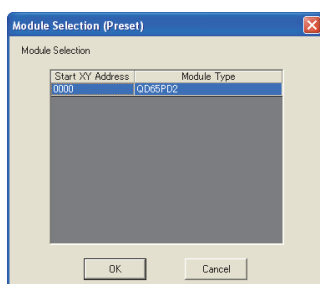 Module Selection (Preset)
Module Selection
Start XY Address Module Type
0000 QD65PD2
OK Cancel